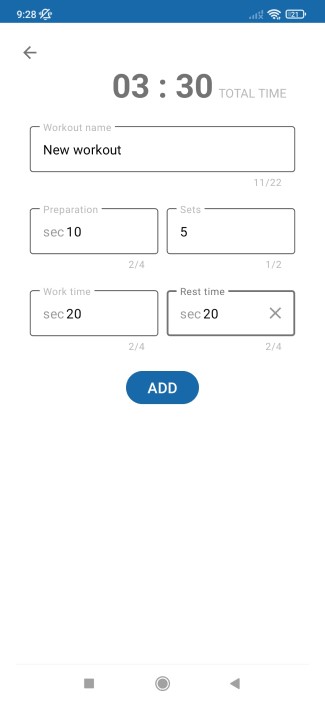 9:28
21
03 : 30 TOTAL TIME
Workout name
New workout
11/22
Preparation Sets
sec 10 5
2/4 1/2
Work time Rest time
sec 20 sec 20
2/4 2/4
ADD